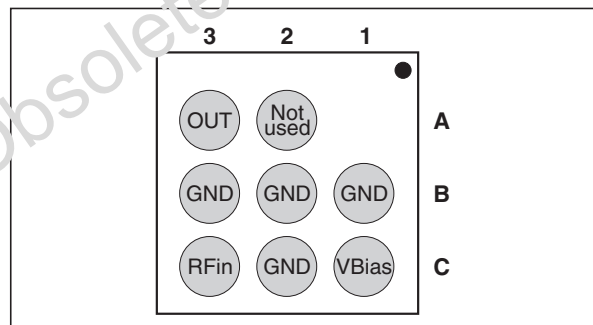 obsolete
3 2 1
OUT Not used A
GND GND GND B
RFin GND VBias C